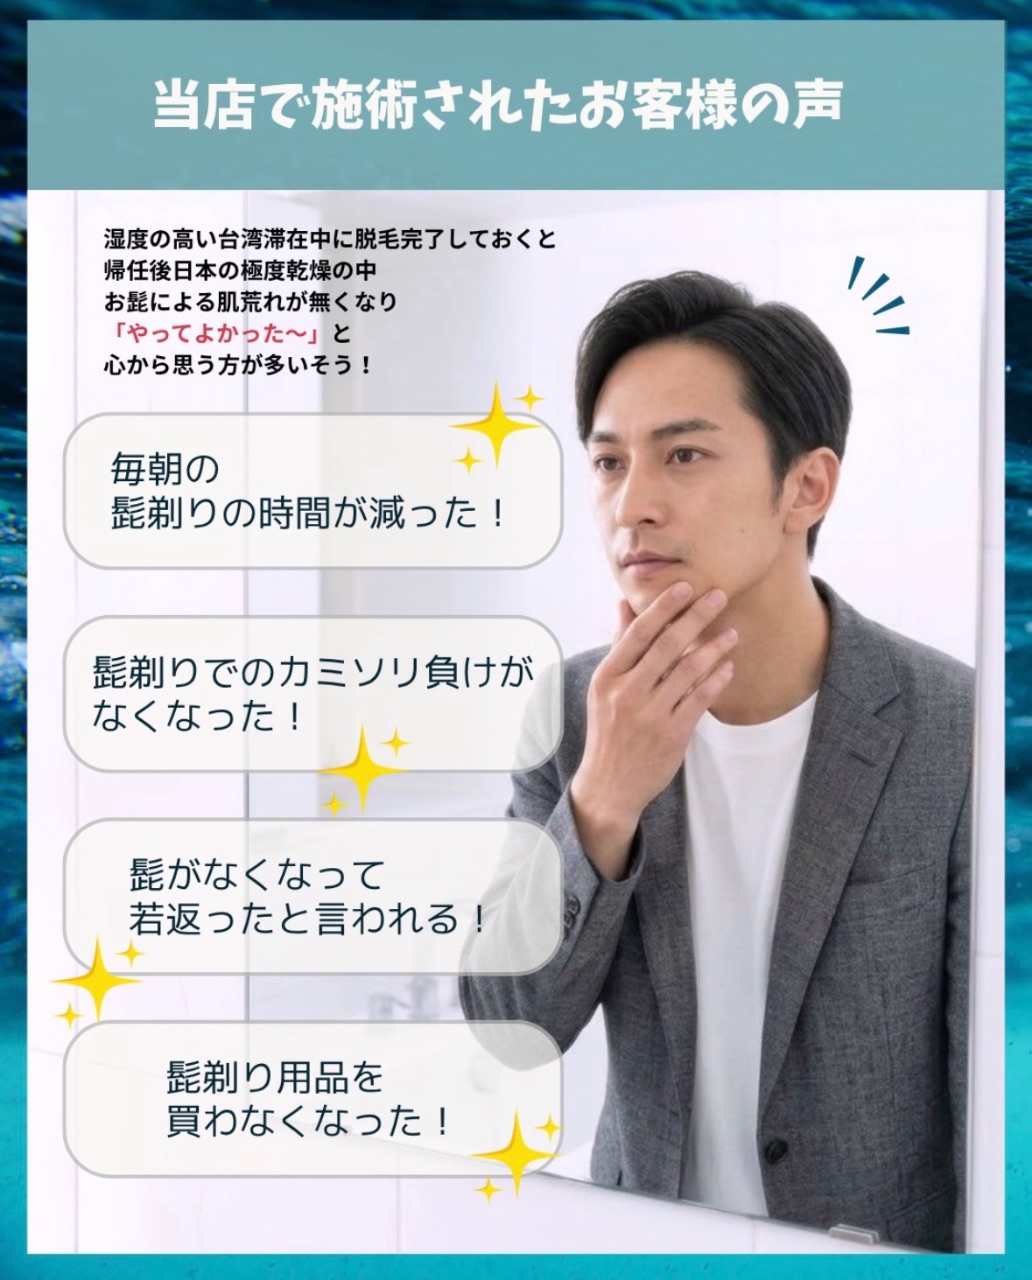 当店で施術されたお客様の声
湿度の高い台湾滞在中に脱毛完了しておくと
帰任後日本の極度乾燥の中
お髭による肌荒れが無くなり
「やってよかった〜」と
心から思う方が多いそう！
毎朝の
髭剃りの時間が減った！
髭剃りでのカミソリ負けが
なくなった！
髭がなくなって
若返ったと言われる！
髭剃り用品を
買わなくなった！